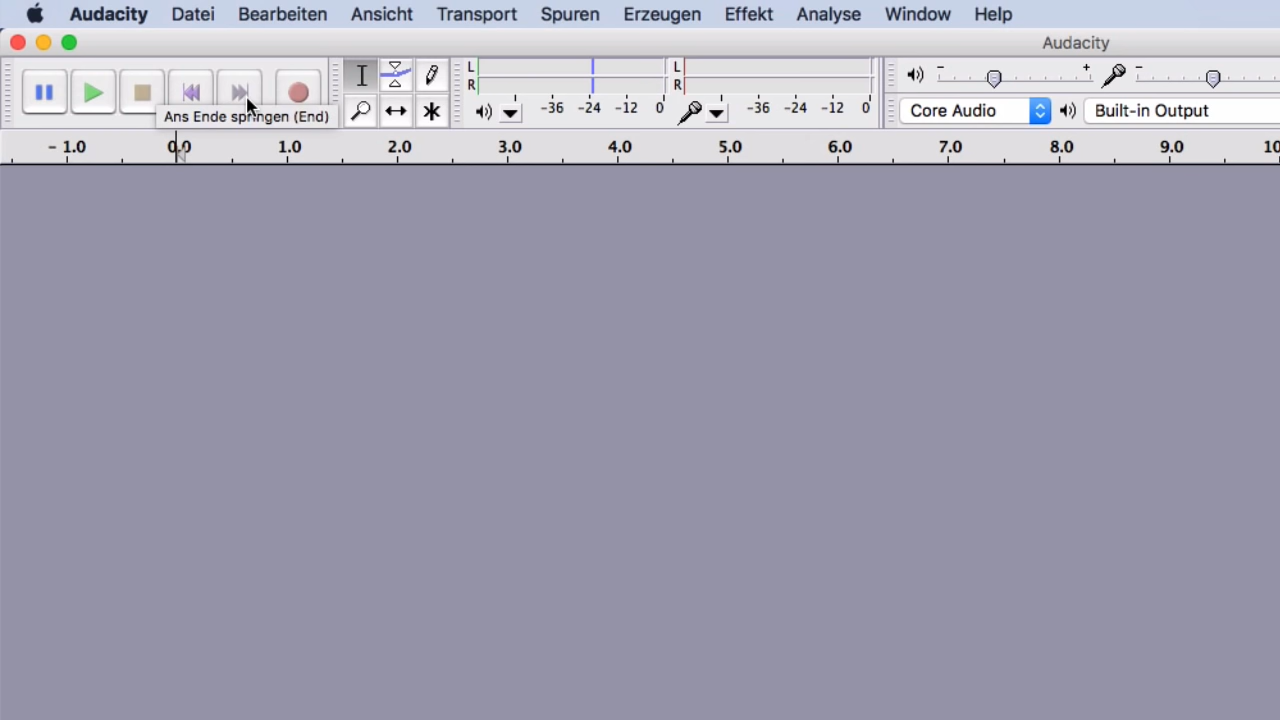 Audacity Datei Bearbeiten Ansicht Transport Spuren Erzeugen Effekt Analyse Window Help
Audacity
L
R
-36 -24 -12 0
L
R
-36 -24 -12 0
- +
-
Core Audio
Built-in Output
Ans Ende springen (End)
- 1.0 0.0 1.0 2.0 3.0 4.0 5.0 6.0 7.0 8.0 9.0 10